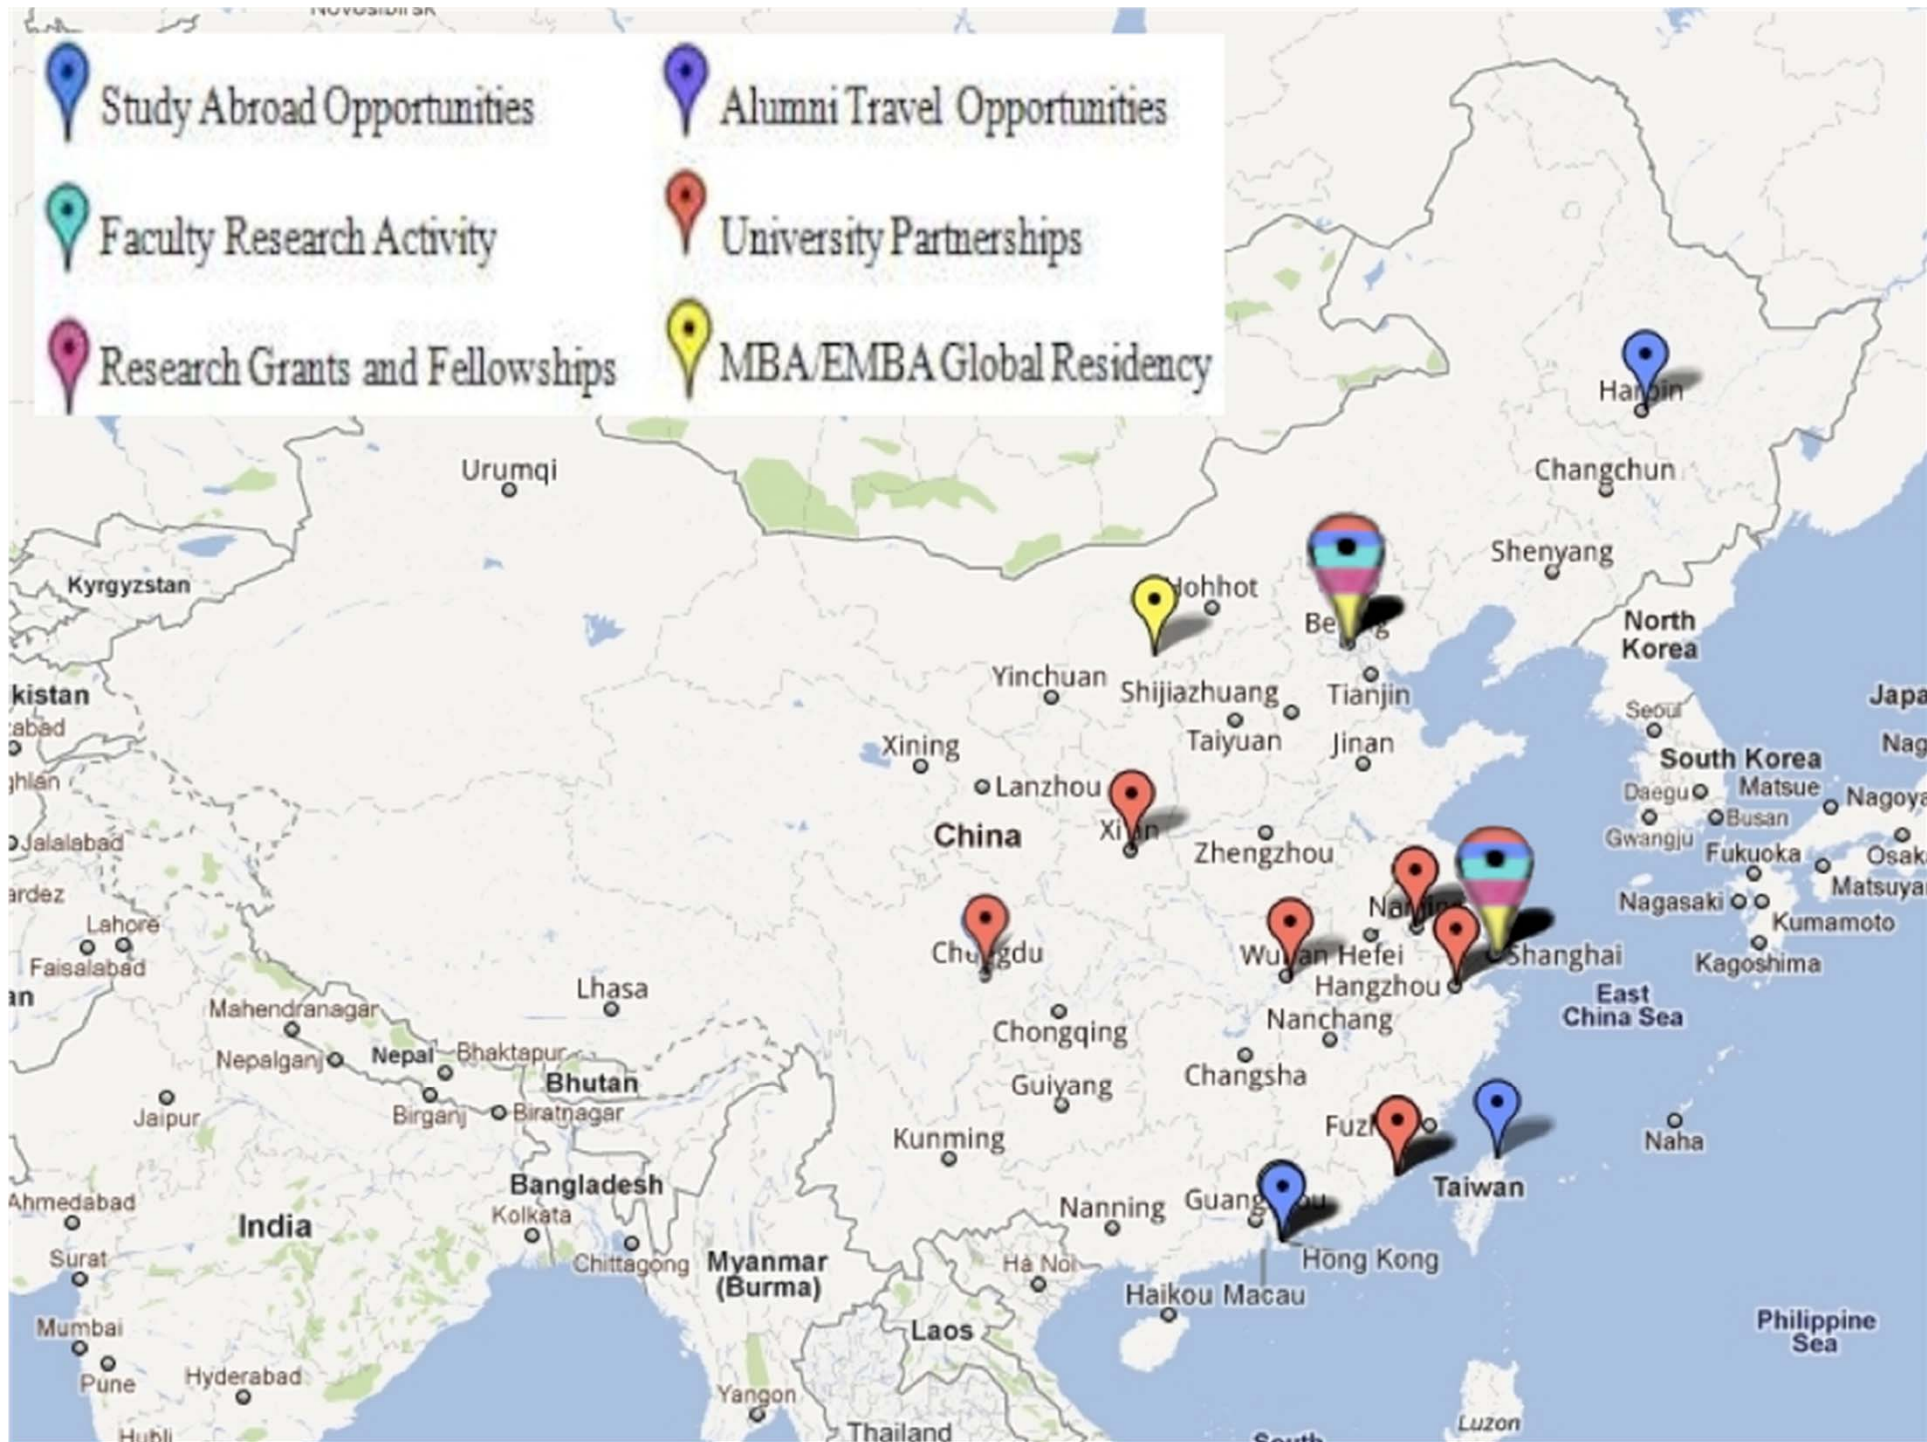 Study Abroad Opportunities
Alumni Travel Opportunities
Faculty Research Activity
University Partnerships
Research Grants and Fellowships
MBA/EMBA Global Residency
Urumqi
Changchun
Shenyang
Kyrgyzstan
North
Korea
Yinchuan
Shijiazhuang
Tianjin
Seoul
Xining
Taiyuan
Jinan
South Korea
Lanzhou
Daegu
Matsue
Nagoya
China
Busan
Jalalabad
Zhengzhou
Gwangju
Fukuoka
Nagasaki
Kumamoto
Lahore
Faisalabad
Hefei
Shanghai
Kagoshima
Hangzhou
Lhasa
East
China Sea
Mahendranagar
Chongqing
Nanchang
Nepalganj
Nepal
Bhaktapur
Bhutan
Changsha
Guiyang
Jaipur
Birganj
Biratnagar
Kunming
Naha
Bangladesh
Taiwan
Ahmedabad
Kolkata
Nanning
India
Surat
Chittagong
Myanmar
(Burma)
Hà Nội
Hong Kong
Haikou
Macau
Mumbai
Laos
Philippine
Sea
Pune
Hyderabad
Yangon
Luzon
Thailand